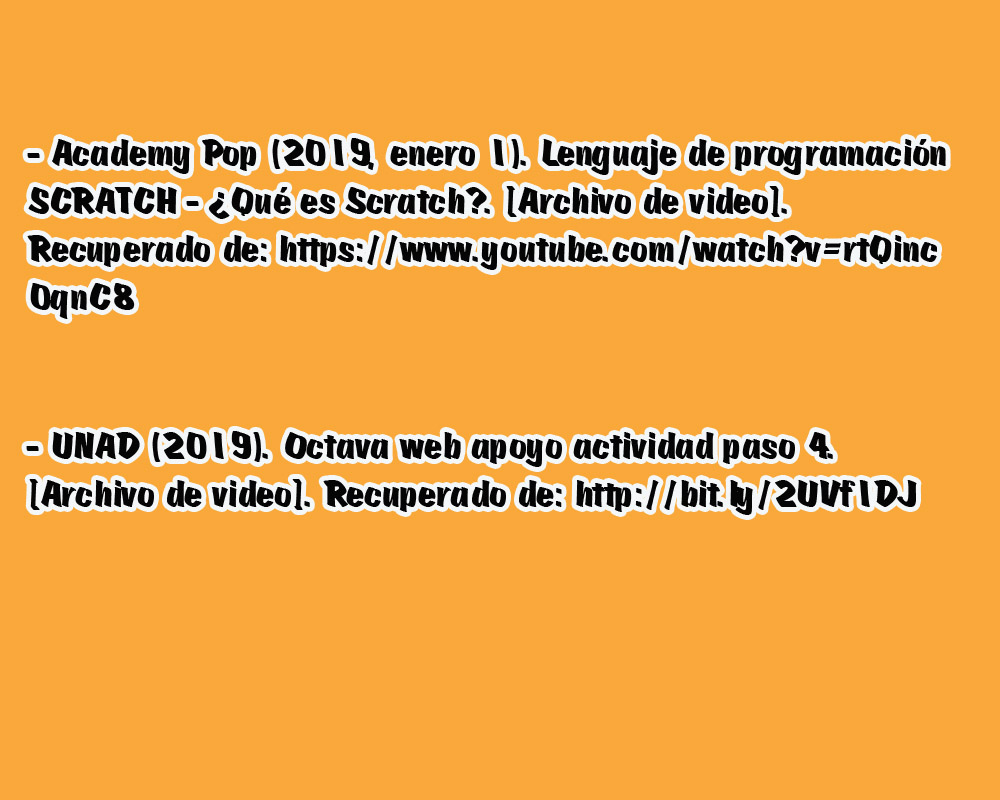 - Academy Pop (2019, enero 1). Lenguaje de programación
SCRATCH - ¿Qué es Scratch?. [Archivo de video].
Recuperado de: https://www.youtube.com/watch?v=rtQinc
0qnC8
- UNAD (2019). Octava web apoyo actividad paso 4.
[Archivo de video]. Recuperado de: http://bit.ly/2UVf1DJ